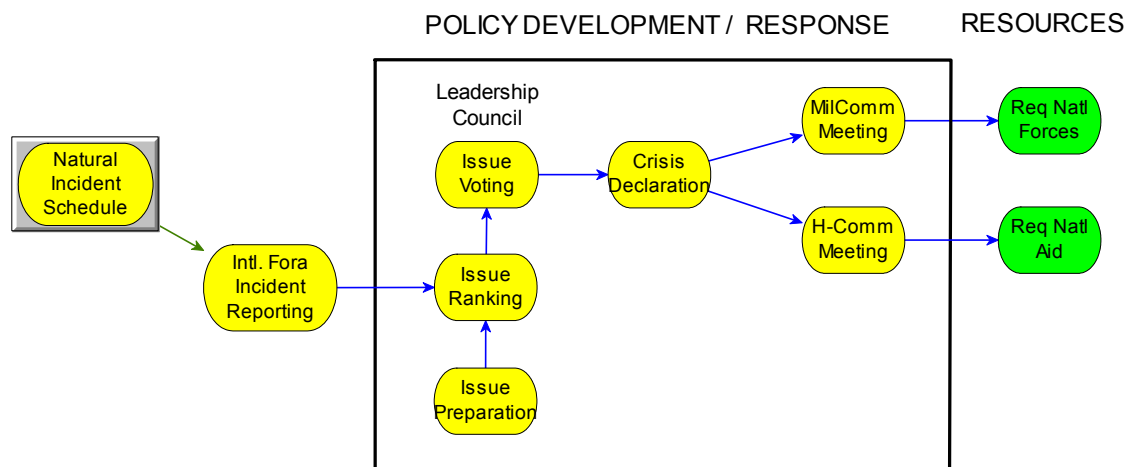 POLICY DEVELOPMENT / RESPONSE
RESOURCES
Leadership
Council
Natural
Incident
Schedule
Intl. Fora
Incident
Reporting
Issue
Voting
Issue
Ranking
Issue
Preparation
Crisis
Declaration
MilComm
Meeting
H-Comm
Meeting
Req Natl
Forces
Req Natl
Aid